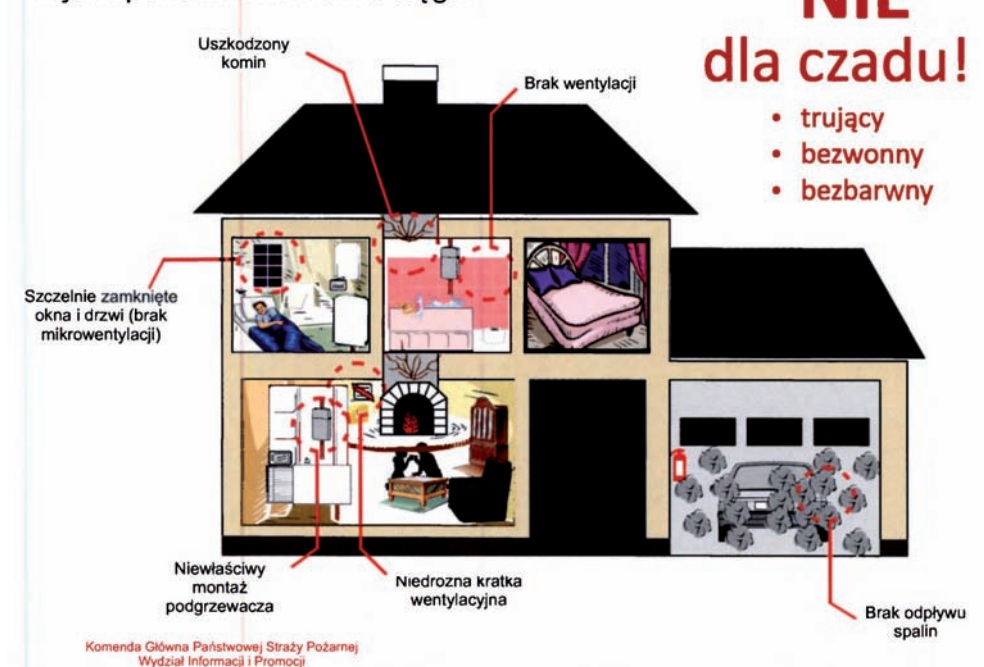 NIE
dla czadu!
• trujący
• bezwonny
• bezbarwny
Uszkodzony
komin
Brak wentylacji
Szczelnie zamknięte
okna i drzwi (brak
mikrowentylacji)
Niewłaściwy
montaż
podgrzewacza
Niedrozna kratka
wentylacyjna
Brak odpływu
spalin
Komenda Główna Państwowej Straży Pożarnej
Wydział Informacji i Promocji